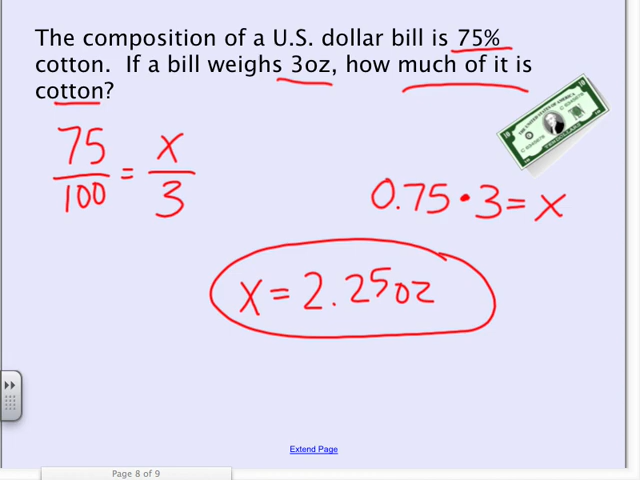 The composition of a U.S. dollar bill is 75%
cotton. If a bill weighs 3oz, how much of it is
cotton?
75/100 = x/3
0.75 • 3 = x
x = 2.25oz
Extend Page
Page 8 of 9